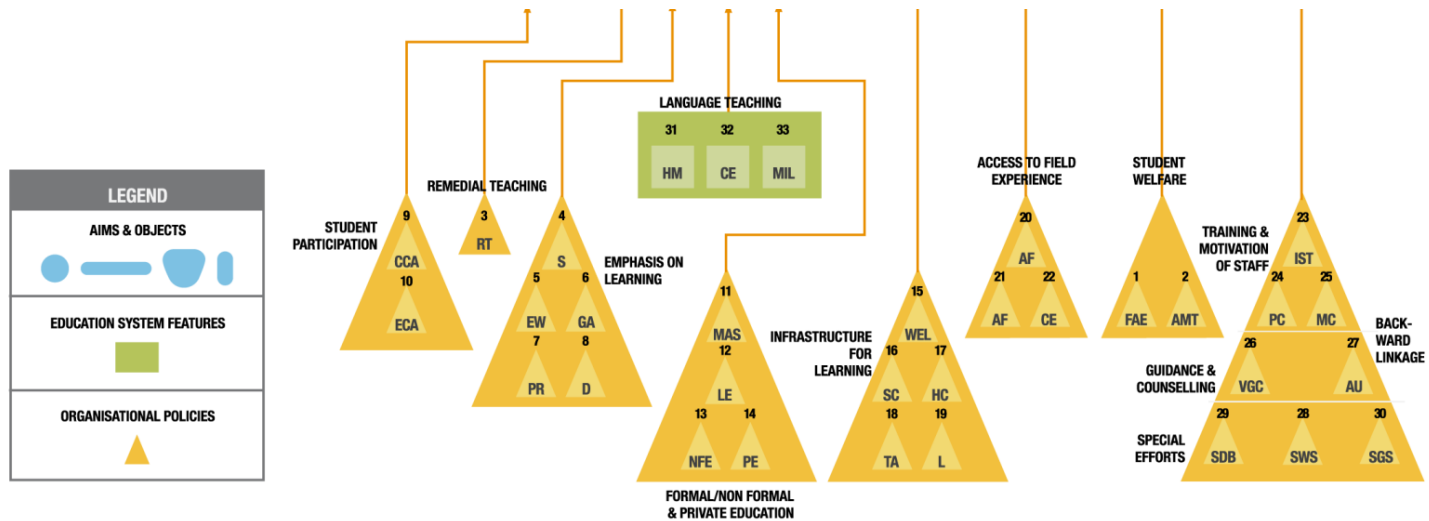 LEGEND
AIMS & OBJECTS
EDUCATION SYSTEM FEATURES
ORGANISATIONAL POLICIES
STUDENT
PARTICIPATION
9
CCA
10
ECA
REMEDIAL TEACHING
3
RT
4
S
EMPHASIS ON
LEARNING
5 6
EW GA
7 8
PR D
LANGUAGE TEACHING
31 32 33
HM CE MIL
11
MAS
12
LE
13 14
NFE PE
FORMAL/NON FORMAL
& PRIVATE EDUCATION
15
WEL
INFRASTRUCTURE
FOR
LEARNING
16 17
SC HC
18 19
TA L
ACCESS TO FIELD
EXPERIENCE
20
AF
21 22
AF CE
STUDENT
WELFARE
1 2
FAE AMT
TRAINING &
MOTIVATION
OF STAFF
23
IST
24 25
PC MC
BACK-
WARD
LINKAGE
GUIDANCE &
COUNSELLING
26 27
VGC AU
SPECIAL
EFFORTS
29 28 30
SDB SWS SGS